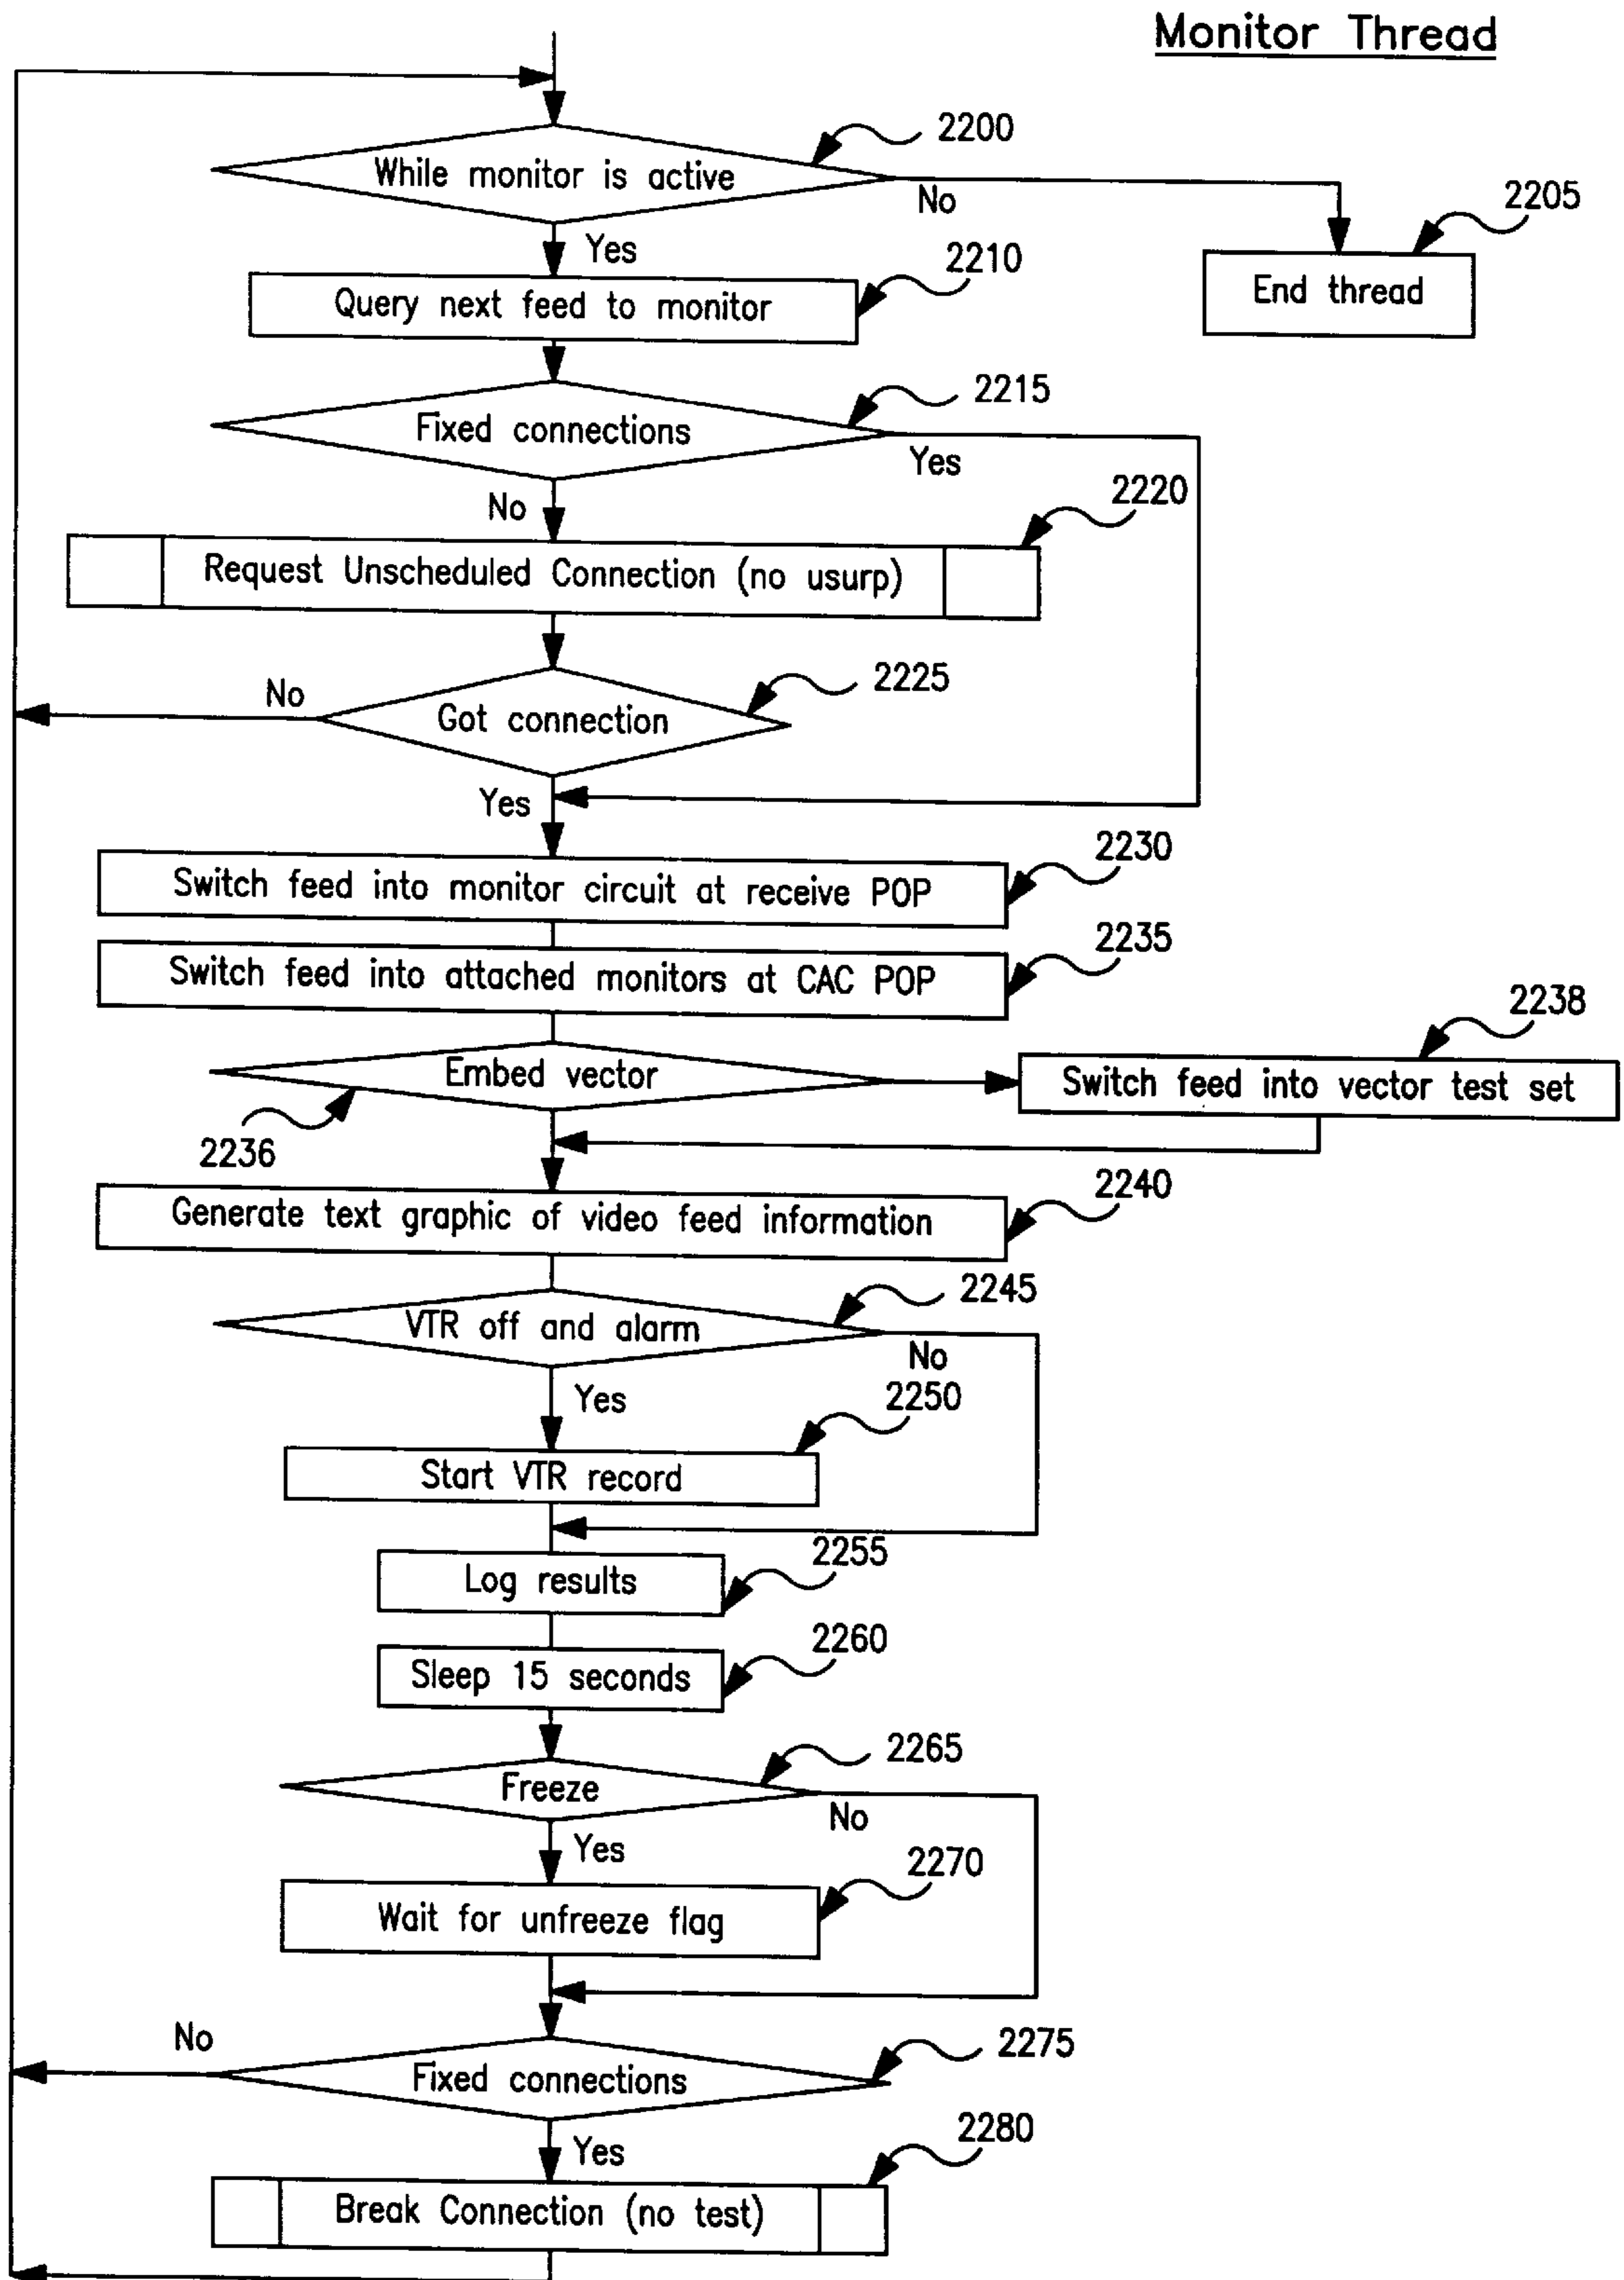 Monitor Thread
2200
While monitor is active
No
2205
Yes
2210
End thread
Query next feed to monitor
2215
Fixed connections
Yes
2220
No
Request Unscheduled Connection (no usurp)
2225
No
Got connection
Yes
2230
Switch feed into monitor circuit at receive POP
2235
Switch feed into attached monitors at CAC POP
2238
Embed vector
Switch feed into vector test set
2236
2240
Generate text graphic of video feed information
2245
VTR off and alarm
No
Yes
2250
Start VTR record
2255
Log results
2260
Sleep 15 seconds
2265
Freeze
No
Yes
2270
Wait for unfreeze flag
No
2275
Fixed connections
2280
Yes
Break Connection (no test)